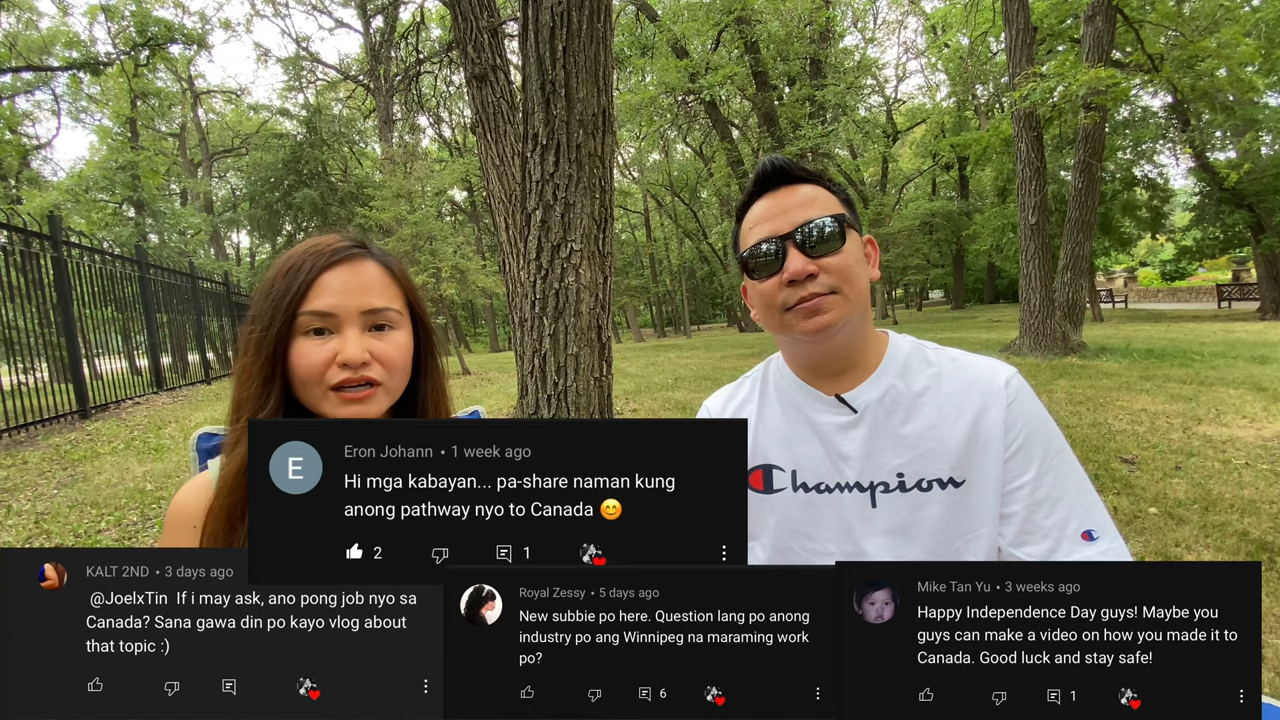 Champion
E
Eron Johann • 1 week ago
Hi mga kabayan... pa-share naman kung
anong pathway nyo to Canada 😊
2
1
KALT 2ND • 3 days ago
@JoelxTin If i may ask, ano pong job nyo sa
Canada? Sana gawa din po kayo vlog about
that topic :)
Royal Zessy • 5 days ago
New subbie po here. Question lang po anong
industry po ang Winnipeg na maraming work
po?
6
Mike Tan Yu • 3 weeks ago
Happy Independence Day guys! Maybe you
guys can make a video on how you made it to
Canada. Good luck and stay safe!
1